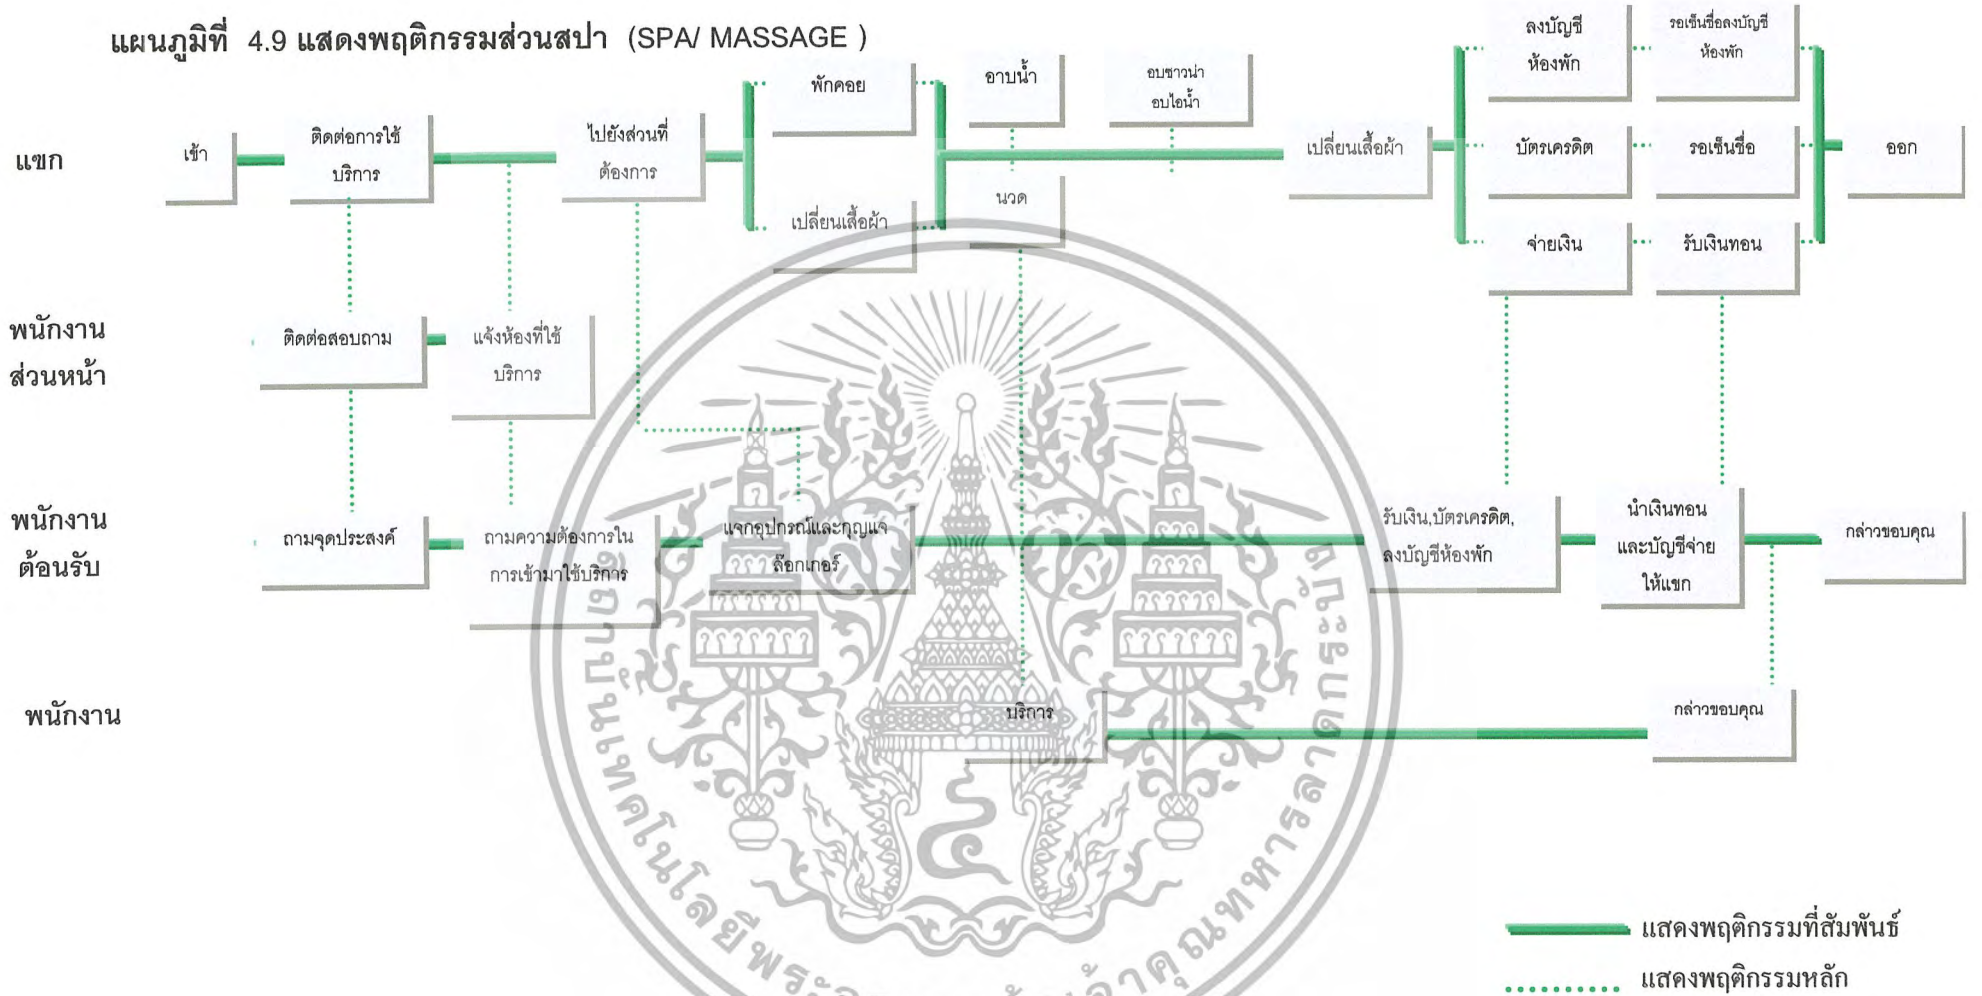 แผนภูมิที่ 4.9 แสดงพฤติกรรมส่วนสปา (SPA/ MASSAGE )
แขก
เข้า
ติดต่อการใช้
บริการ
ไปยังส่วนที่
ต้องการ
พักคอย
เปลี่ยนเสื้อผ้า
อาบน้ำ
นวด
อบซาวน่า
อบไอน้ำ
เปลี่ยนเสื้อผ้า
ลงบัญชี
ห้องพัก
รอเซ็นชื่อลงบัญชี
ห้องพัก
บัตรเครดิต
รอเซ็นชื่อ
จ่ายเงิน
รับเงินทอน
ออก
พนักงาน
ส่วนหน้า
ติดต่อสอบถาม
แจ้งห้องที่ใช้
บริการ
พนักงาน
ต้อนรับ
ถามจุดประสงค์
ถามความต้องการใน
การเข้ามาใช้บริการ
แจกอุปกรณ์และกุญแจ
ล๊อกเกอร์
รับเงิน,บัตรเครดิต,
ลงบัญชีห้องพัก
นำเงินทอน
และบัญชีจ่าย
ให้แขก
กล่าวขอบคุณ
พนักงาน
บริการ
กล่าวขอบคุณ
แสดงพฤติกรรมที่สัมพันธ์
แสดงพฤติกรรมหลัก